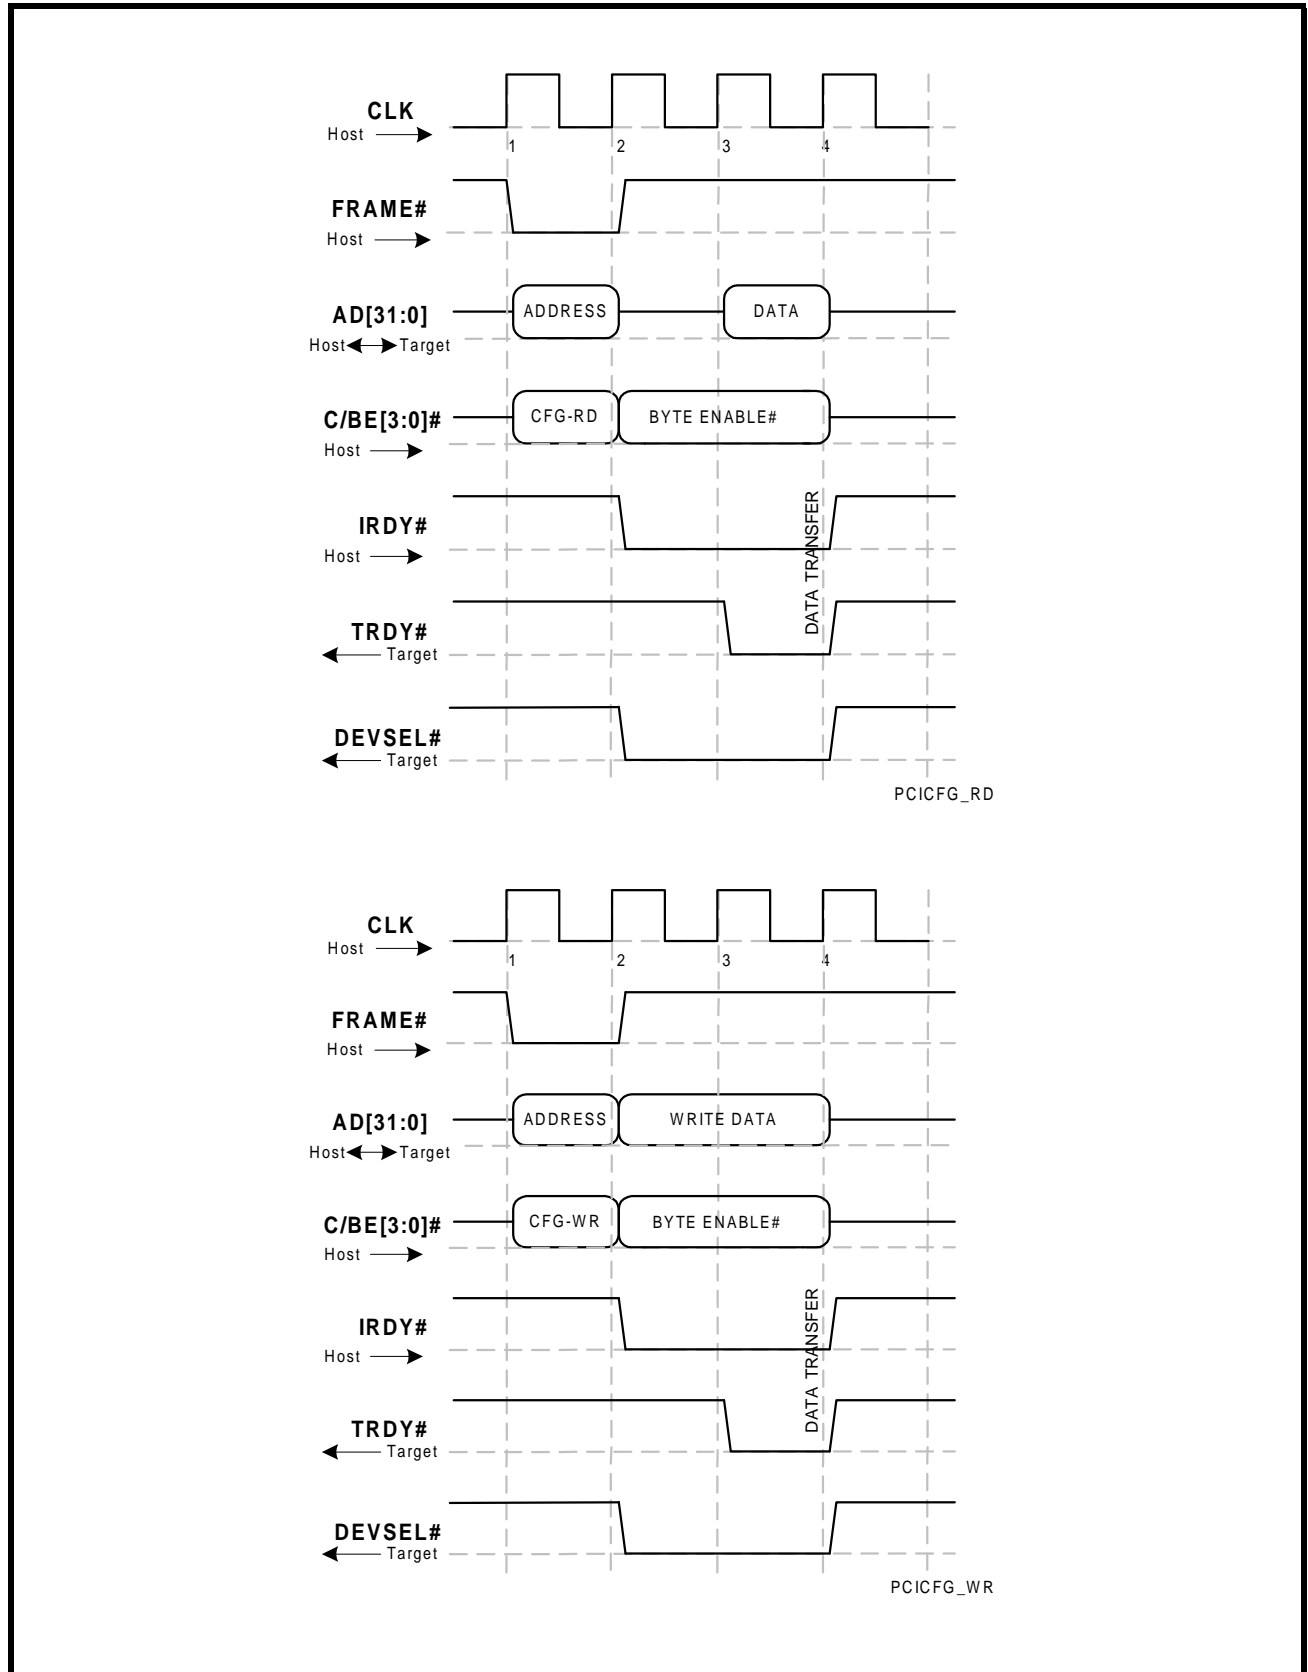 CLK
Host
1 2 3 4
FRAME#
Host
AD[31:0]
ADDRESS DATA
Host Target
C/BE[3:0]#
CFG-RD BYTE ENABLE#
Host
IRDY#
Host
DATA TRANSFER
TRDY#
Target
DEVSEL#
Target
PCICFG_RD
CLK
Host
1 2 3 4
FRAME#
Host
AD[31:0]
ADDRESS WRITE DATA
Host Target
C/BE[3:0]#
CFG-WR BYTE ENABLE#
Host
IRDY#
Host
DATA TRANSFER
TRDY#
Target
DEVSEL#
Target
PCICFG_WR